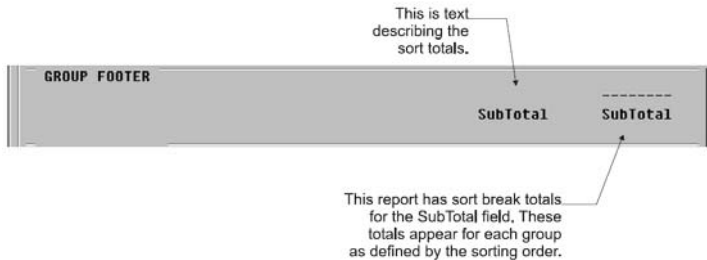 This is text
describing the
sort totals.
GROUP FOOTER
--------
SubTotal SubTotal
This report has sort break totals
for the SubTotal field. These
totals appear for each group
as defined by the sorting order.